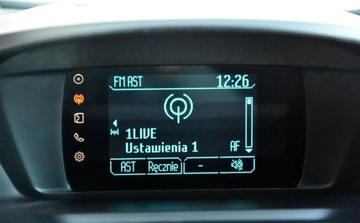 FM AST 12:26
1LIVE
Ustawienia 1 AF
AST Ręcznie -